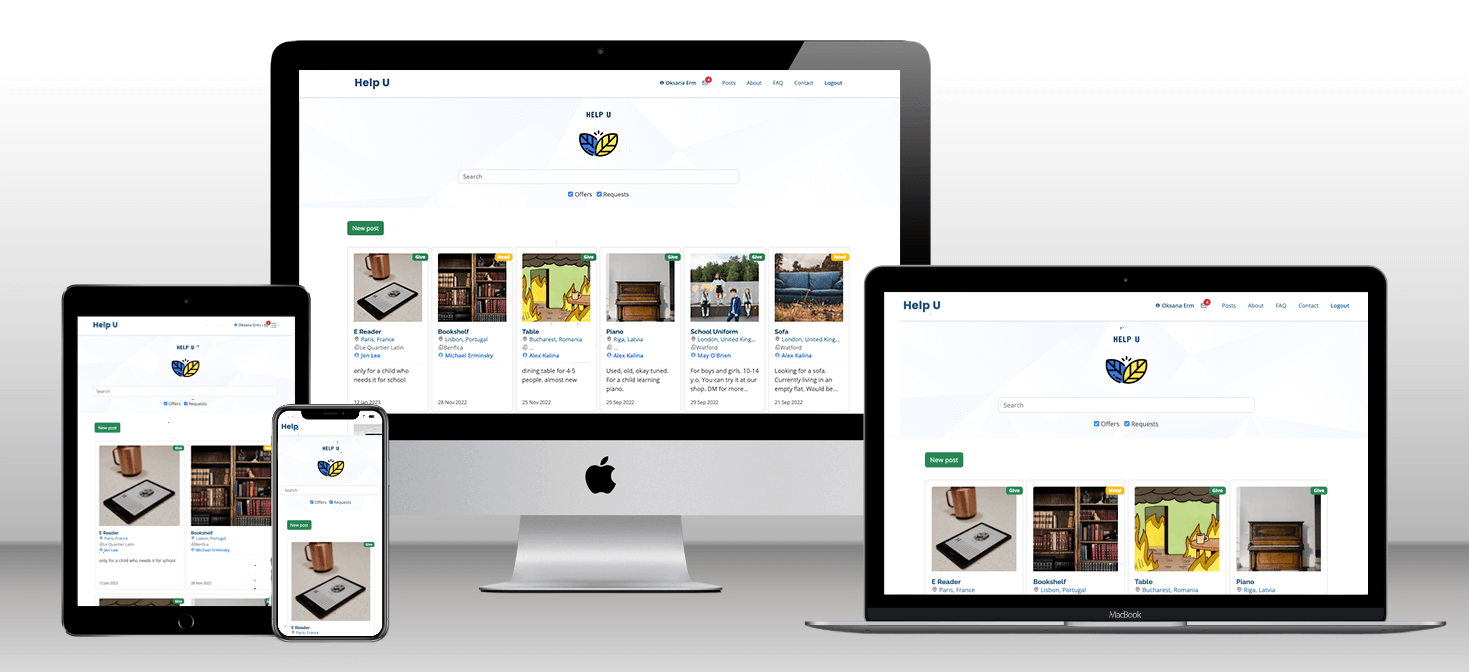 Help U
Oksana Erm 4 Posts About FAQ Contact Logout
HELP U
Search
Offers Requests
New post
Give
Need
Give
Give
Give
Need
E Reader
Paris, France
Le Quartier Latin
Jen Lee
only for a child who
needs it for school
12 Jan 2023
Bookshelf
Lisbon, Portugal
Benfica
Michael Erminsky
28 Nov 2022
Table
Bucharest, Romania
...
Alex Kalina
dining table for 4-5
people, almost new
25 Nov 2022
Piano
Riga, Latvia
...
Alex Kalina
Used, old, okay tuned.
For a child learning
piano.
29 Sep 2022
School Uniform
London, United King...
Watford
May O'Brien
For boys and girls. 10-14
y.o. You can try it at our
shop. DM for more...
29 Sep 2022
Sofa
London, United King...
Watford
Alex Kalina
Looking for a sofa.
Currently living in an
empty flat. Would be...
21 Sep 2022
Help U
Oksana Erm
HELP U
Search
Offers Requests
New post
Give
E Reader
Paris, France
Le Quartier Latin
Jen Lee
only for a child who needs it for school
12 Jan 2023
Bookshelf
Lisbon, Portugal
Benfica
Michael Erminsky
28 Nov 2022
Give
Help
HELP U
Search
Offers Requests
New post
Give
E Reader
Paris, France
Help U
Oksana Erm 4 Posts About FAQ Contact Logout
HELP U
Search
Offers Requests
New post
Give
Need
Give
Give
E Reader
Paris, France
Bookshelf
Lisbon, Portugal
Table
Bucharest, Romania
Piano
Riga, Latvia
MacBook